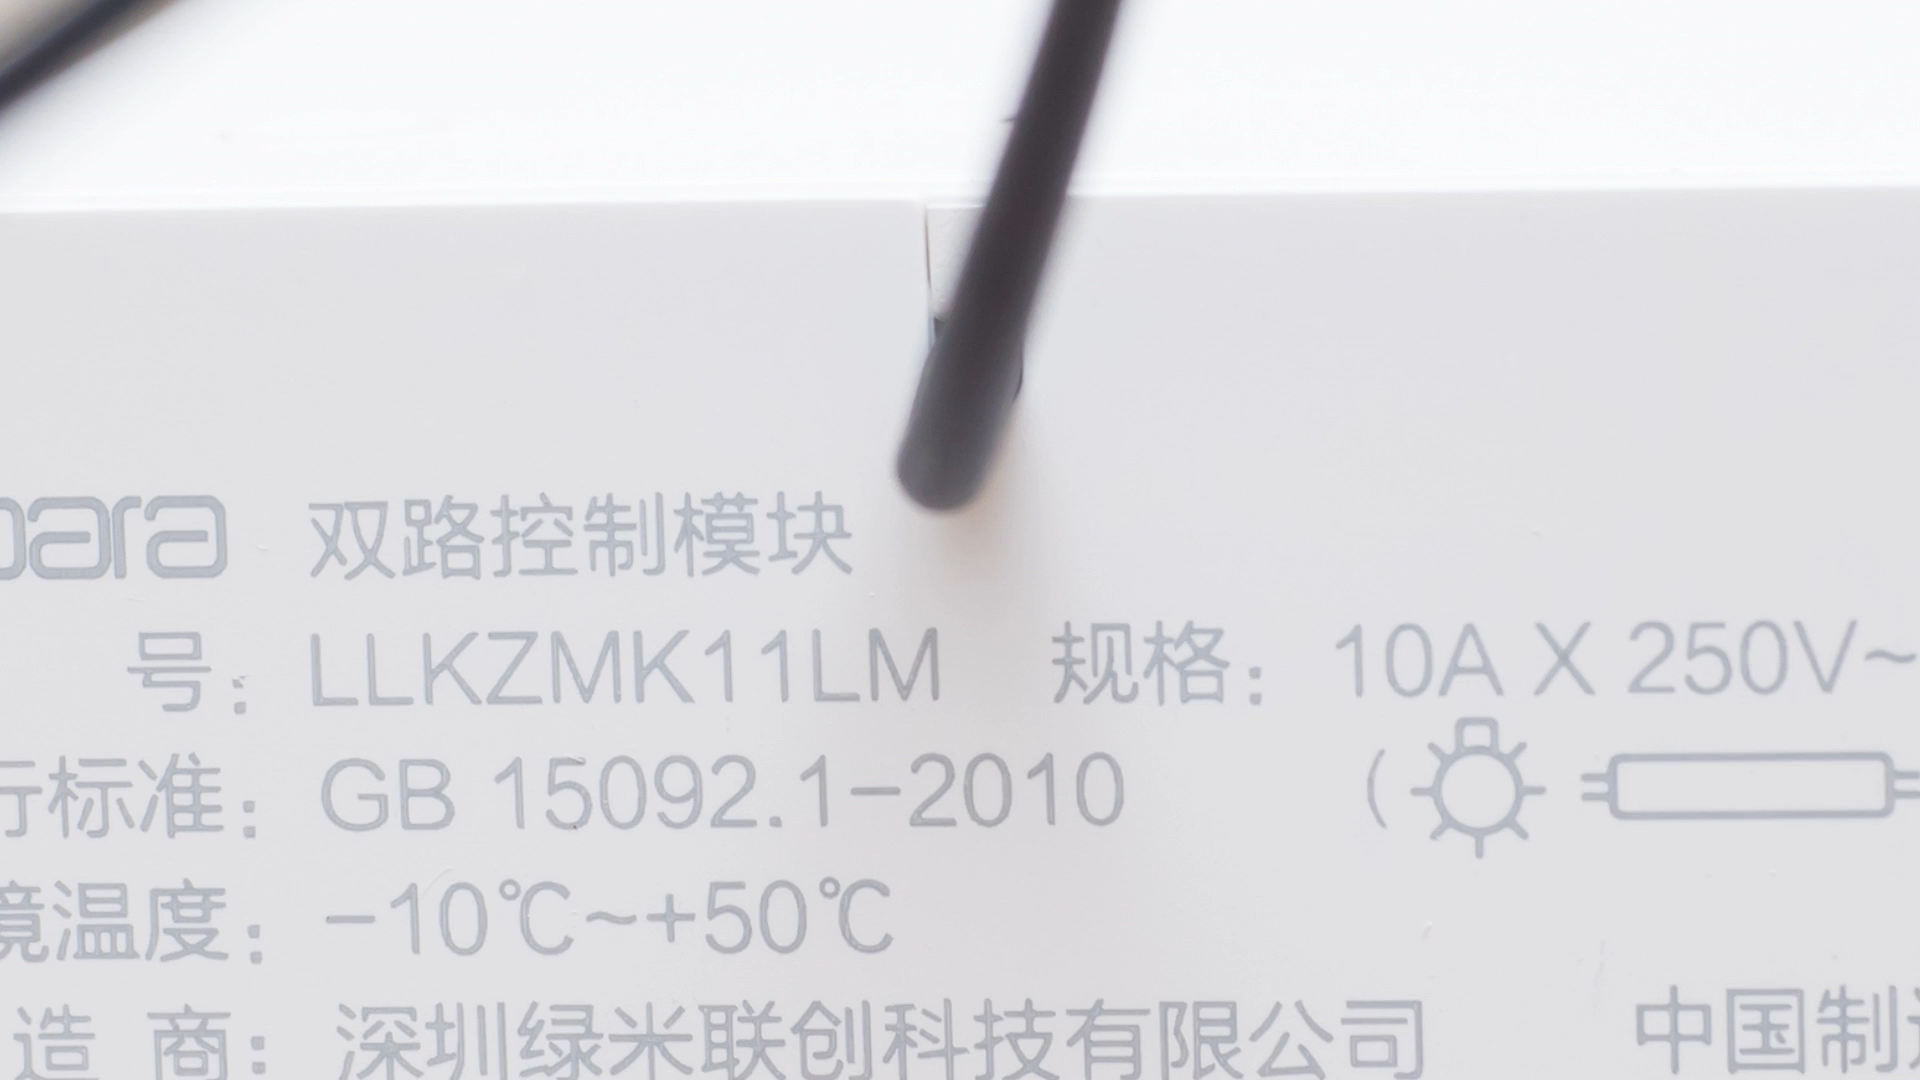 双路控制模块
号：LLKZMK11LM 规格：10A X 250V~
标准：GB 15092.1-2010 (
温度：-10℃~+50℃
造 商：深圳绿米联创科技有限公司 中国制